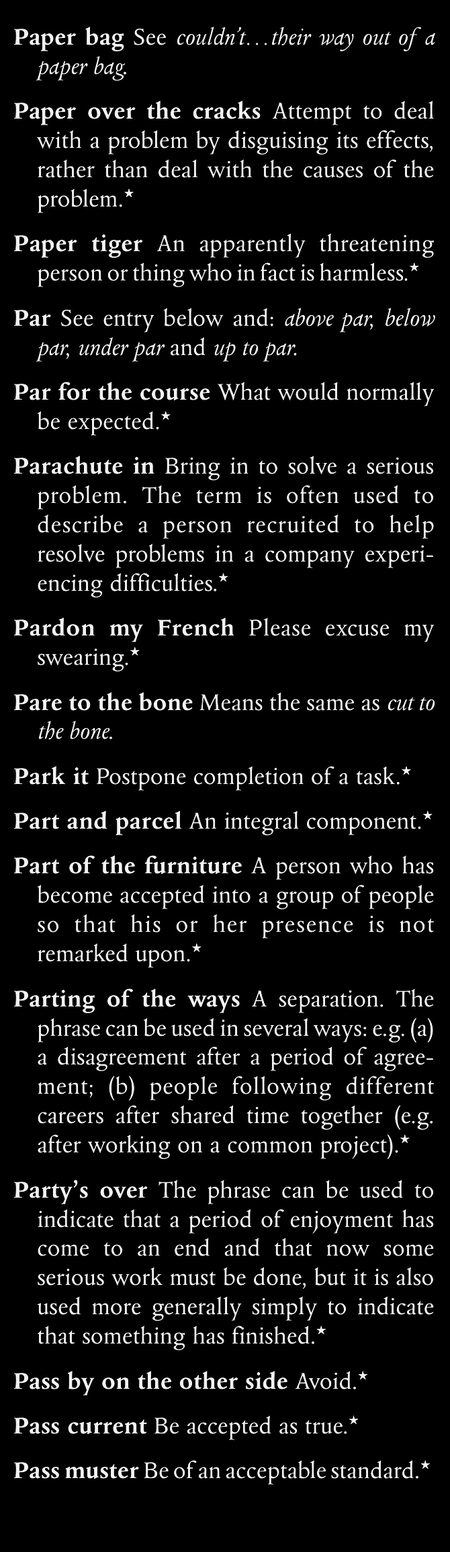 Paper bag See couldn't...their way out of a
paper bag.
Paper over the cracks Attempt to deal
with a problem by disguising its effects,
rather than deal with the causes of the
problem.★
Paper tiger An apparently threatening
person or thing who in fact is harmless.★
Par See entry below and: above par, below
par, under par and up to par.
Par for the course What would normally
be expected.★
Parachute in Bring in to solve a serious
problem. The term is often used to
describe a person recruited to help
resolve problems in a company experi-
encing difficulties.★
Pardon my French Please excuse my
swearing.★
Pare to the bone Means the same as cut to
the bone.
Park it Postpone completion of a task.★
Part and parcel An integral component.★
Part of the furniture A person who has
become accepted into a group of people
so that his or her presence is not
remarked upon.★
Parting of the ways A separation. The
phrase can be used in several ways: e.g. (a)
a disagreement after a period of agree-
ment; (b) people following different
careers after shared time together (e.g.
after working on a common project).★
Party's over The phrase can be used to
indicate that a period of enjoyment has
come to an end and that now some
serious work must be done, but it is also
used more generally simply to indicate
that something has finished.★
Pass by on the other side Avoid.★
Pass current Be accepted as true.★
Pass muster Be of an acceptable standard.★